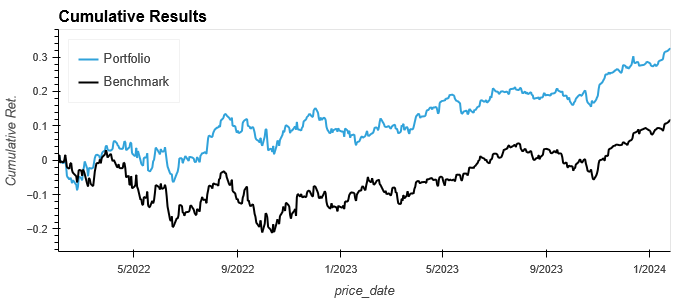 Cumulative Results
Portfolio
Benchmark
Cumulative Ret.
0.3
0.2
0.1
0
−0.1
−0.2
5/2022 9/2022 1/2023 5/2023 9/2023 1/2024
price_date